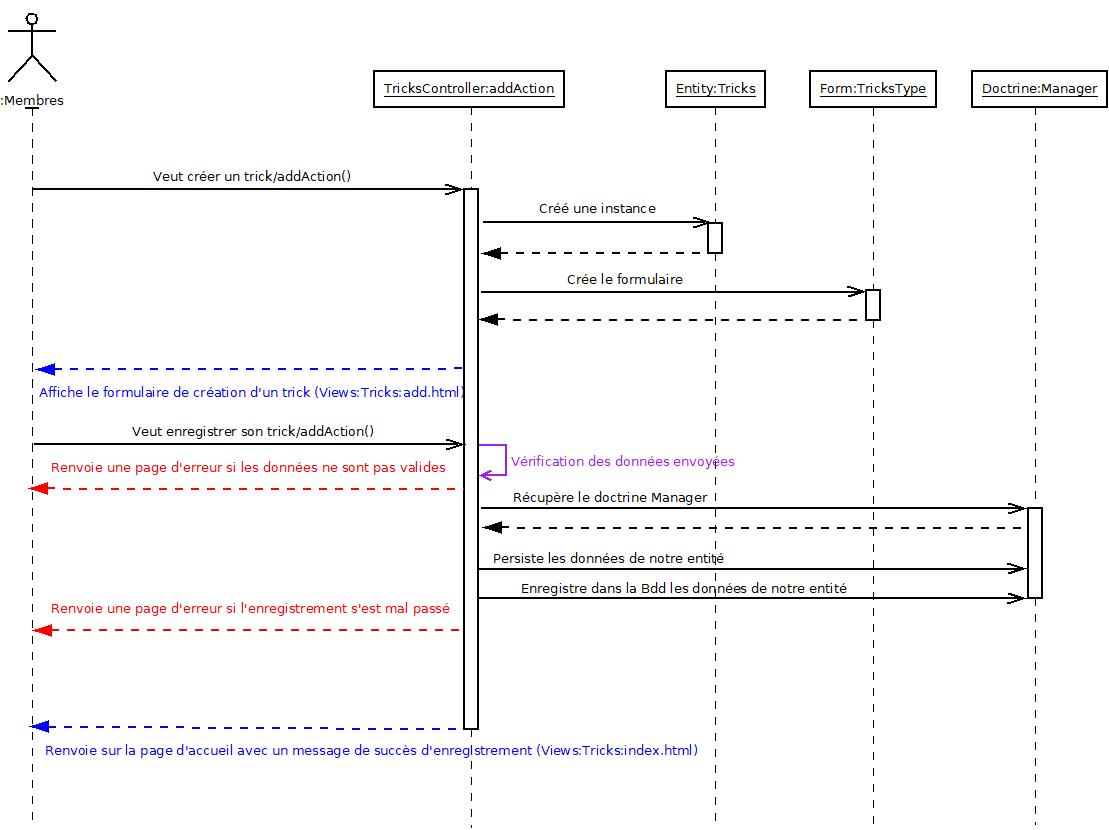 :Membres
TricksController:addAction
Entity:Tricks
Form:TricksType
Doctrine:Manager
Veut créer un trick/addAction()
Créé une instance
Crée le formulaire
Affiche le formulaire de création d'un trick (Views:Tricks:add.html)
Veut enregistrer son trick/addAction()
Vérification des données envoyées
Renvoie une page d'erreur si les données ne sont pas valides
Récupère le doctrine Manager
Persiste les données de notre entité
Enregistre dans la Bdd les données de notre entité
Renvoie une page d'erreur si l'enregistrement s'est mal passé
Renvoie sur la page d'accueil avec un message de succès d'enregistrement (Views:Tricks:index.html)